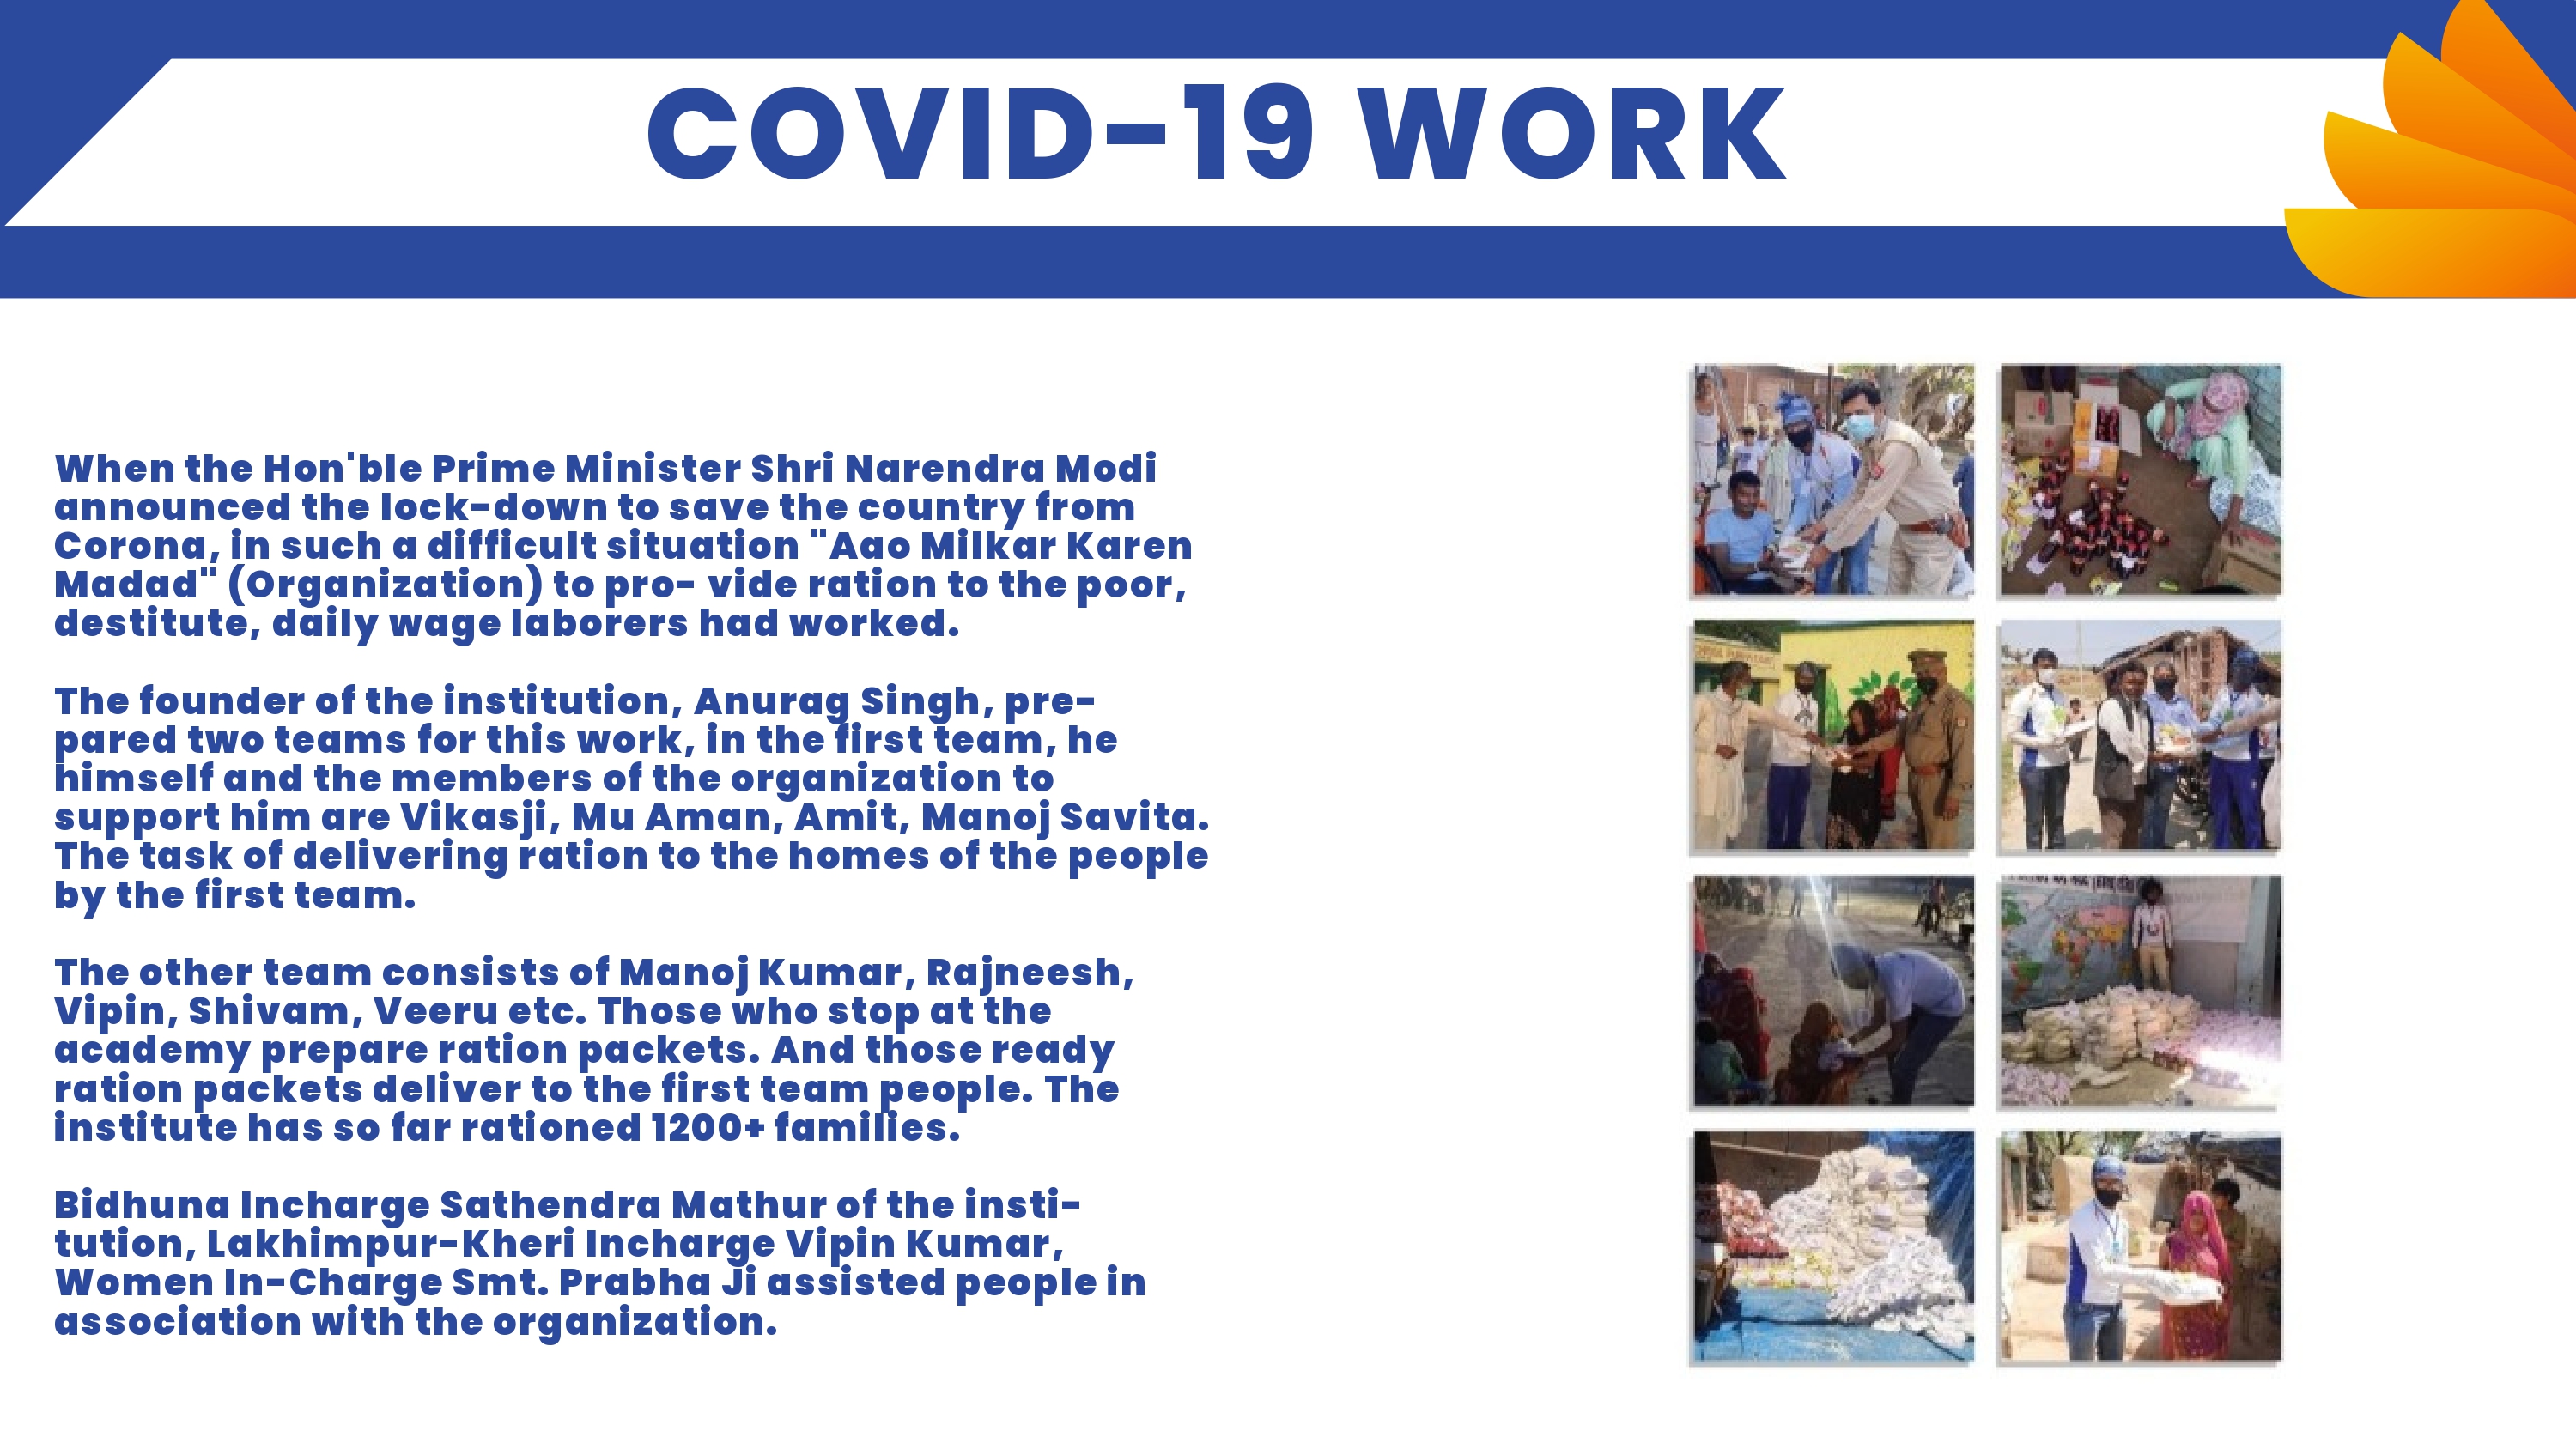 COVID-19 WORK
When the Hon'ble Prime Minister Shri Narendra Modi
announced the lock-down to save the country from
Corona, in such a difficult situation "Aao Milkar Karen
Madad" (Organization) to pro- vide ration to the poor,
destitute, daily wage laborers had worked.
The founder of the institution, Anurag Singh, pre-
pared two teams for this work, in the first team, he
himself and the members of the organization to
support him are Vikasji, Mu Aman, Amit, Manoj Savita.
The task of delivering ration to the homes of the people
by the first team.
The other team consists of Manoj Kumar, Rajneesh,
Vipin, Shivam, Veeru etc. Those who stop at the
academy prepare ration packets. And those ready
ration packets deliver to the first team people. The
institute has so far rationed 1200+ families.
Bidhuna Incharge Sathendra Mathur of the insti-
tution, Lakhimpur-Kheri Incharge Vipin Kumar,
Women In-Charge Smt. Prabha Ji assisted people in
association with the organization.